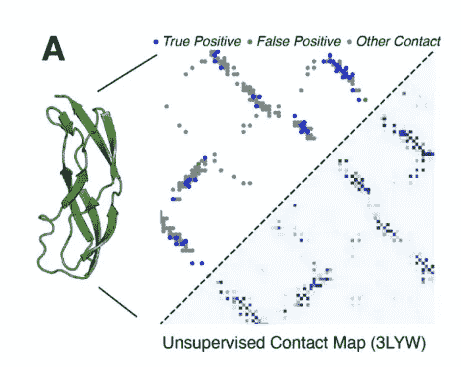 A
True Positive False Positive Other Contact
Unsupervised Contact Map (3LYW)